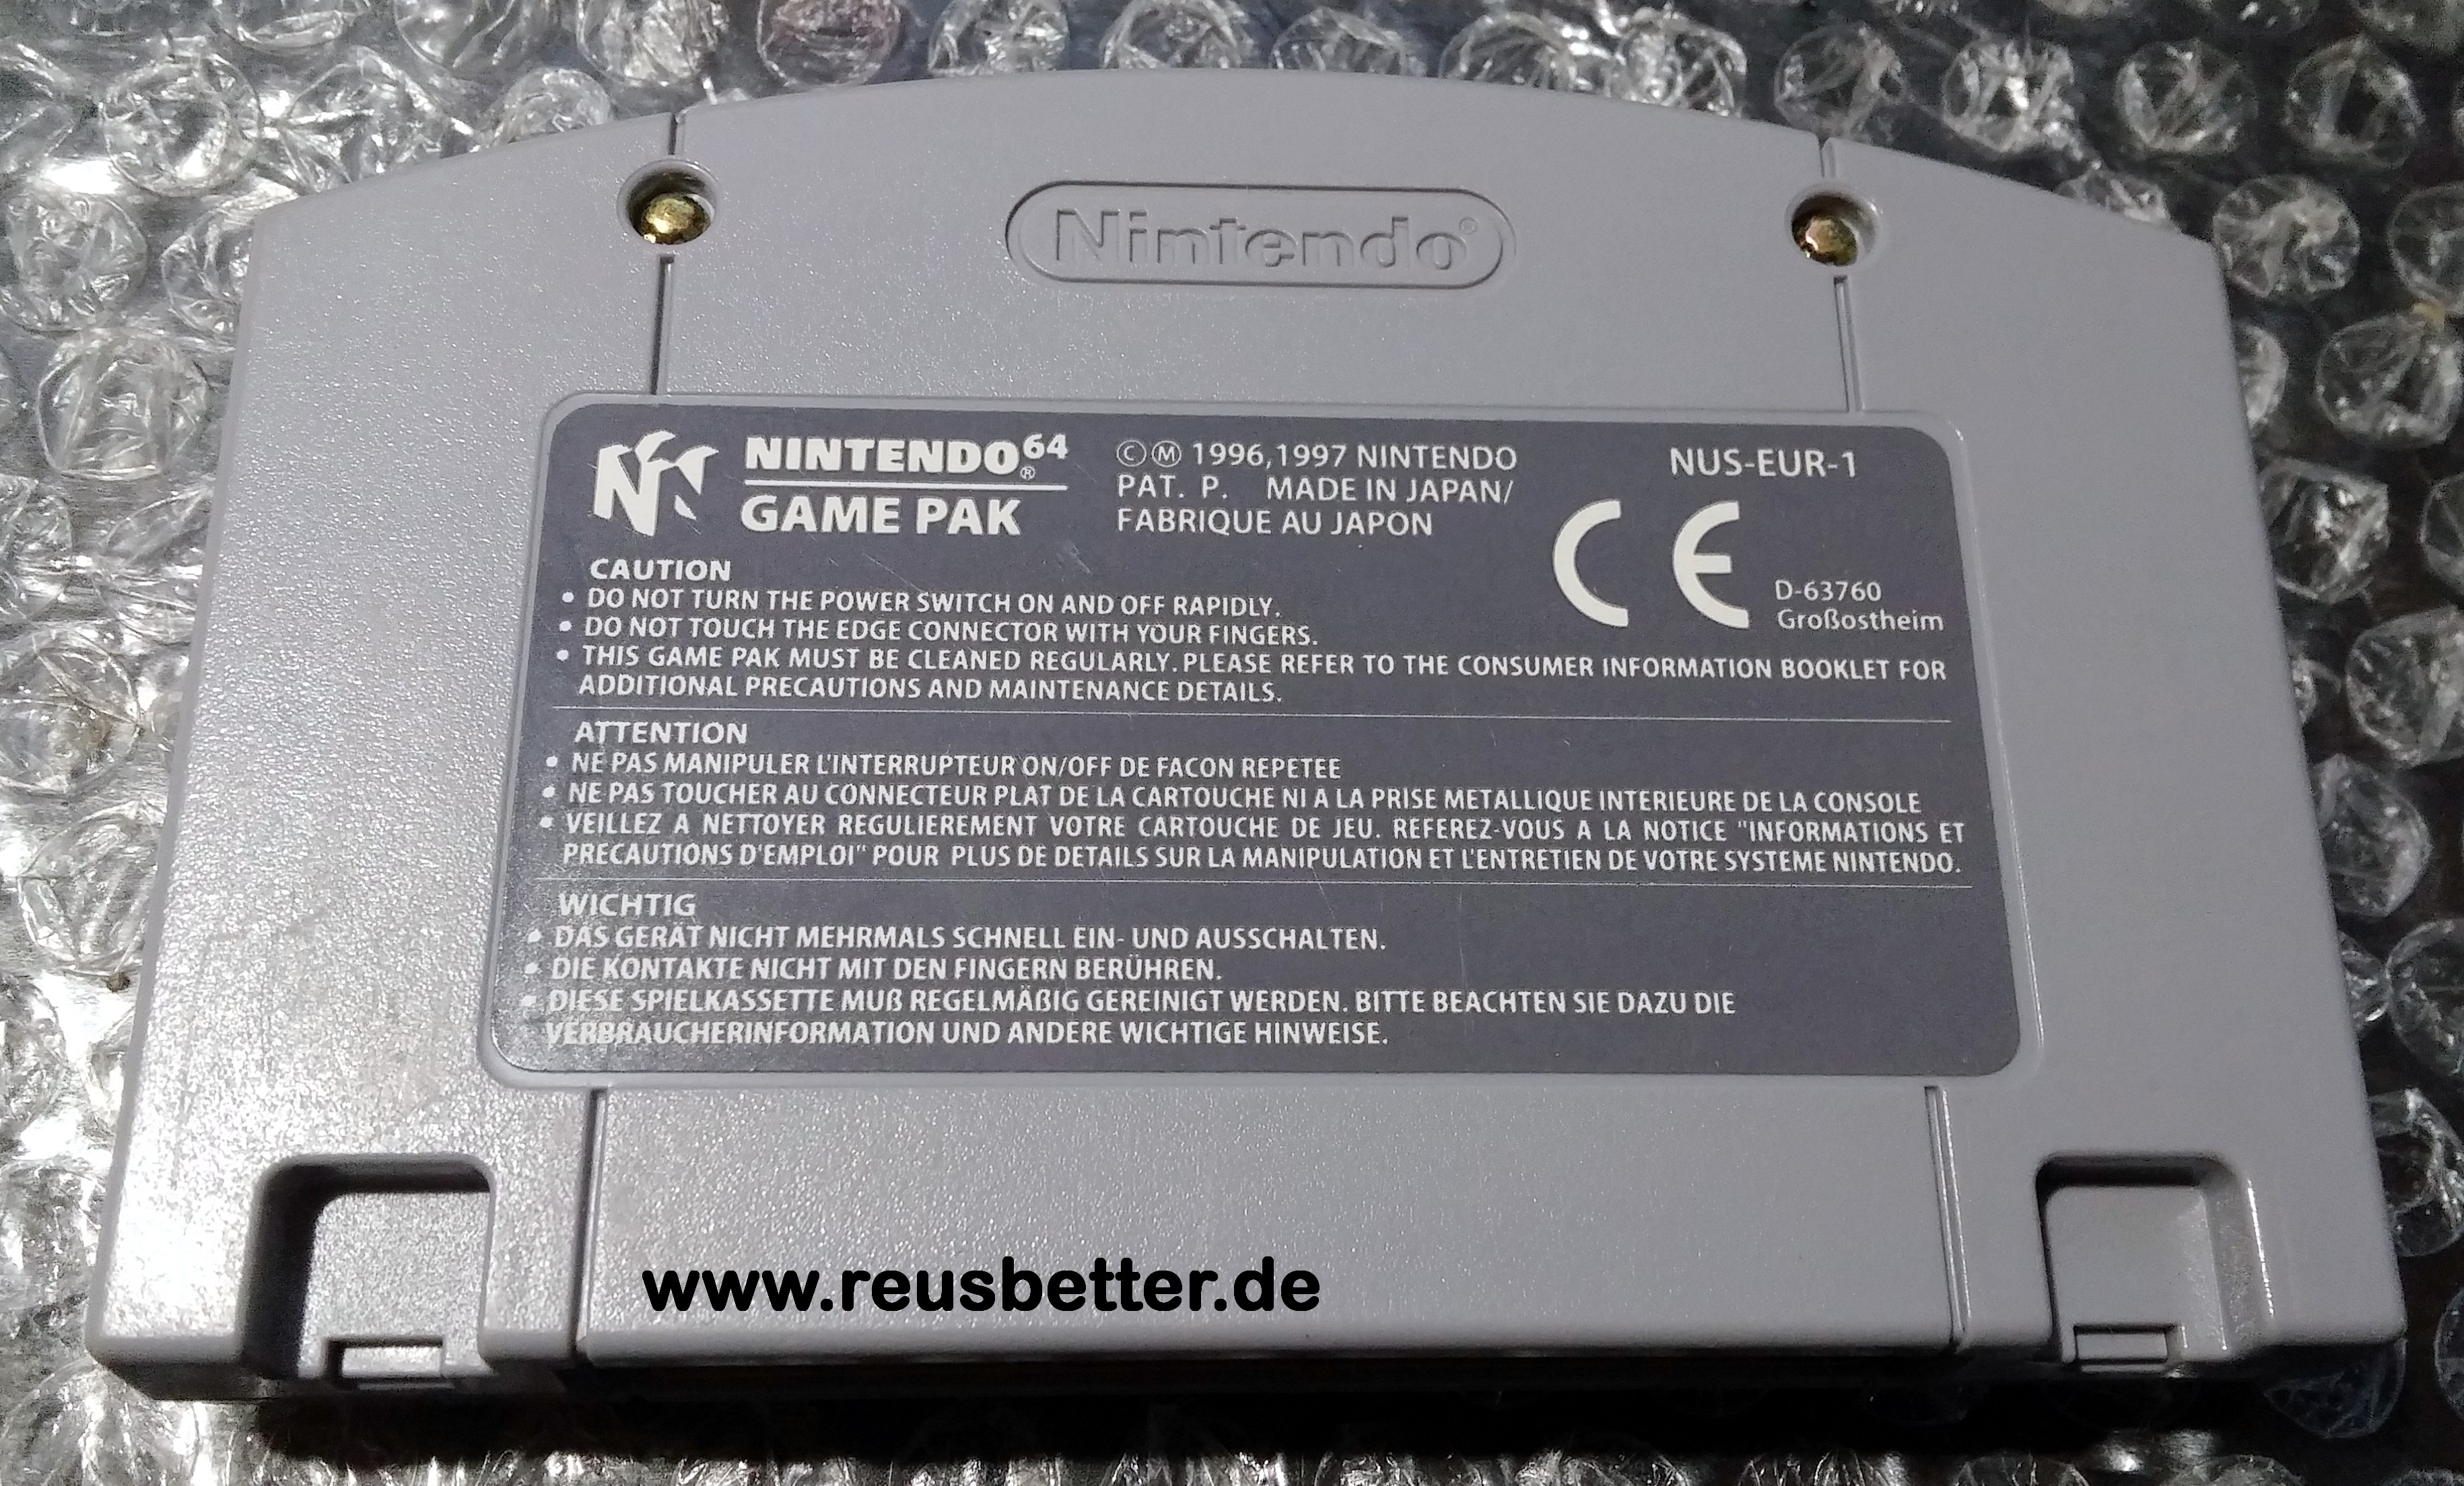 Nintendo®
NINTENDO64®
GAME PAK
ⒸⓂ 1996,1997 NINTENDO
PAT. P. MADE IN JAPAN/
FABRIQUE AU JAPON
NUS-EUR-1
CE
D-63760
Großostheim
CAUTION
• DO NOT TURN THE POWER SWITCH ON AND OFF RAPIDLY.
• DO NOT TOUCH THE EDGE CONNECTOR WITH YOUR FINGERS.
• THIS GAME PAK MUST BE CLEANED REGULARLY. PLEASE REFER TO THE CONSUMER INFORMATION BOOKLET FOR
ADDITIONAL PRECAUTIONS AND MAINTENANCE DETAILS.
ATTENTION
• NE PAS MANIPULER L'INTERRUPTEUR ON/OFF DE FACON REPETEE
• NE PAS TOUCHER AU CONNECTEUR PLAT DE LA CARTOUCHE NI A LA PRISE METALLIQUE INTERIEURE DE LA CONSOLE
• VEILLEZ A NETTOYER REGULIEREMENT VOTRE CARTOUCHE DE JEU. REFEREZ-VOUS A LA NOTICE "INFORMATIONS ET
PRECAUTIONS D'EMPLOI" POUR PLUS DE DETAILS SUR LA MANIPULATION ET L'ENTRETIEN DE VOTRE SYSTEME NINTENDO.
WICHTIG
• DAS GERÄT NICHT MEHRMALS SCHNELL EIN- UND AUSSCHALTEN.
• DIE KONTAKTE NICHT MIT DEN FINGERN BERÜHREN.
• DIESE SPIELKASSETTE MUß REGELMÄßIG GEREINIGT WERDEN. BITTE BEACHTEN SIE DAZU DIE
VERBRAUCHERINFORMATION UND ANDERE WICHTIGE HINWEISE.
www.reusbetter.de